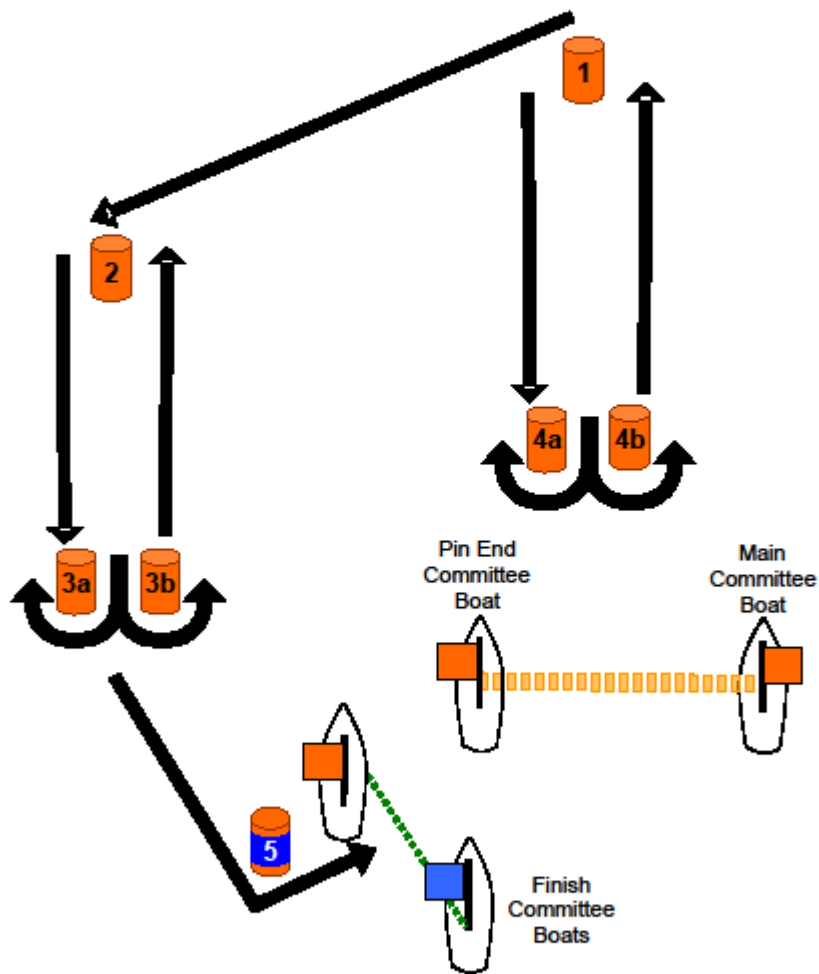 1
2
4a
4b
3a
3b
Pin End
Committee
Boat
Main
Committee
Boat
5
Finish
Committee
Boats